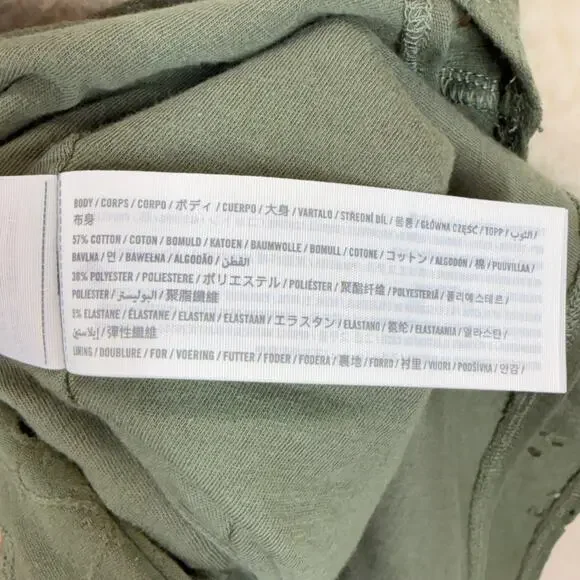 BODY / CORPS / CORPO / ボディ / CUERPO / 大身 / VARTALO / STŘEDNÍ DÍL / 몸통 / GŁÓWNA CZĘŚĆ / TOPP / الثوب /
布身
57% COTTON / COTON / BOMULD / KATOEN / BAUMWOLLE / BOMULL / COTONE / コットン / ALGODÓN / 棉 / PUUVILLAA /
BAVLNA / 면 / BAWEŁNA / ALGODÃO / القطن /
38% POLYESTER / POLIESTERE / ポリエステル / POLIÉSTER / 聚酯纤维 / POLYESTERIÄ / 폴리에스테르 /
POLIESTER / البوليستر / 聚脂纖維
5% ELASTANE / ÉLASTANE / ELASTAN / ELASTAAN / エラスタン / ELASTANO / 氨纶 / ELASTAANIA / 엘라스탄 /
إيلاستين / 彈性纖維
LINING / DOUBLURE / FOR / VOERING / FUTTER / FODER / FODERA / 裏地 / FORRO / 衬里 / VUORI / PODŠÍVKA / 안감 /